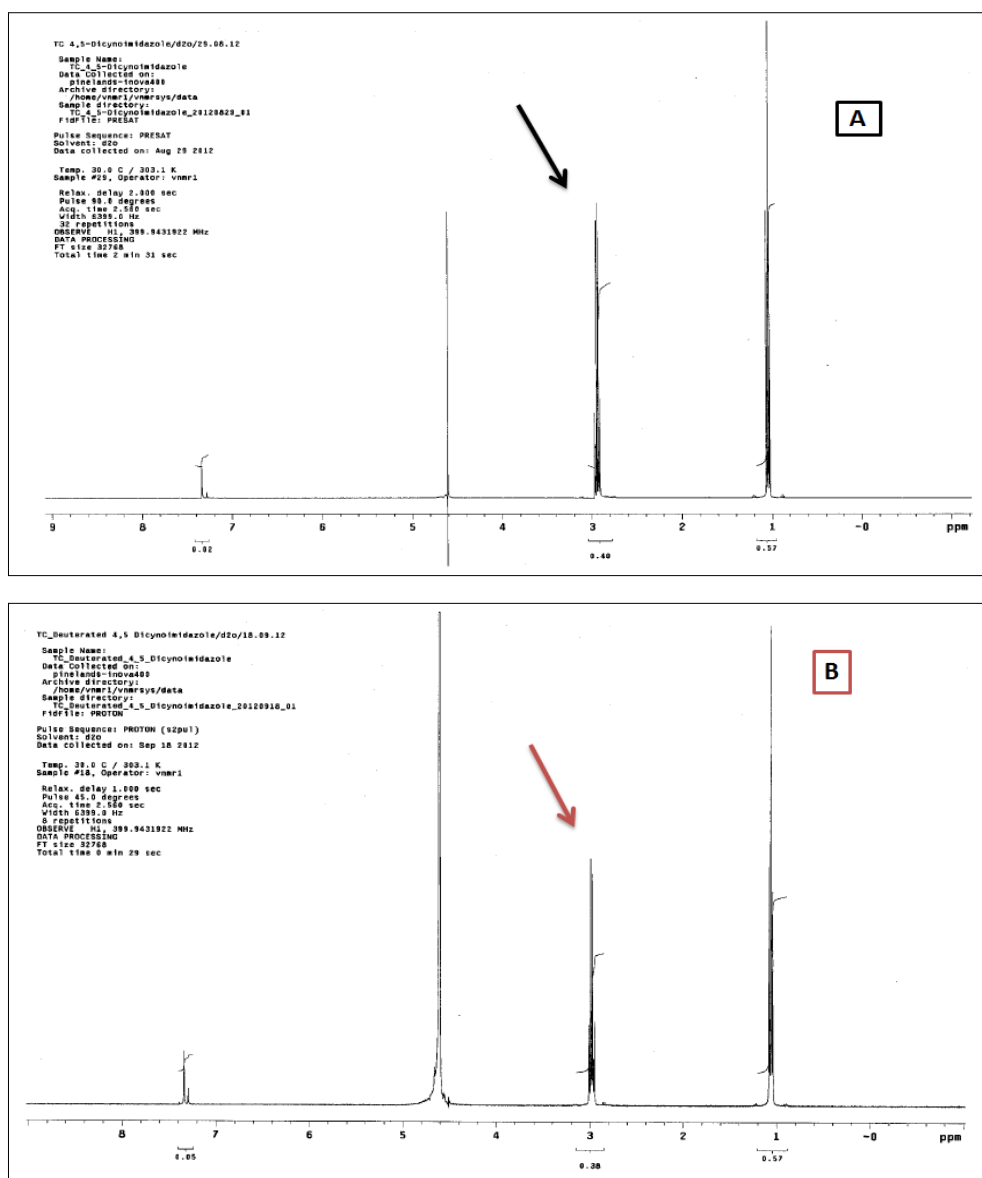 TC 4,5-Dicynoimidazole/d2o/29.08.12
Sample Name:
TC_4_5-Dicynoimidazole
Data Collected on:
pinelands-inova400
Archive directory:
/home/vnmr1/vnmrsys/data
Sample directory:
TC_4_5-Dicynoimidazole_20120829_01
FidFile: PRESAT
Pulse Sequence: PRESAT
Solvent: d2o
Data collected on: Aug 29 2012
Temp. 30.0 C / 303.1 K
Sample #29, Operator: vnmr1
Relax. delay 2.000 sec
Pulse 90.0 degrees
Acq. time 2.560 sec
Width 6399.0 Hz
32 repetitions
OBSERVE H1, 399.9431922 MHz
DATA PROCESSING
FT size 32768
Total time 2 min 31 sec
A
9 8 7 6 5 4 3 2 1 -0 ppm
0.02 0.40 0.57
TC_Deuterated 4,5 Dicynoimidazole/d2o/18.09.12
Sample Name:
TC_Deuterated_4_5_Dicynoimidazole
Data Collected on:
pinelands-inova400
Archive directory:
/home/vnmr1/vnmrsys/data
Sample directory:
TC_Deuterated_4_5_Dicynoimidazole_20120918_01
FidFile: PROTON
Pulse Sequence: PROTON (s2pul)
Solvent: d2o
Data collected on: Sep 18 2012
Temp. 30.0 C / 303.1 K
Sample #18, Operator: vnmr1
Relax. delay 1.000 sec
Pulse 45.0 degrees
Acq. time 2.560 sec
Width 6399.0 Hz
8 repetitions
OBSERVE H1, 399.9431922 MHz
DATA PROCESSING
FT size 32768
Total time 0 min 29 sec
B
8 7 6 5 4 3 2 1 -0 ppm
0.05 0.38 0.57